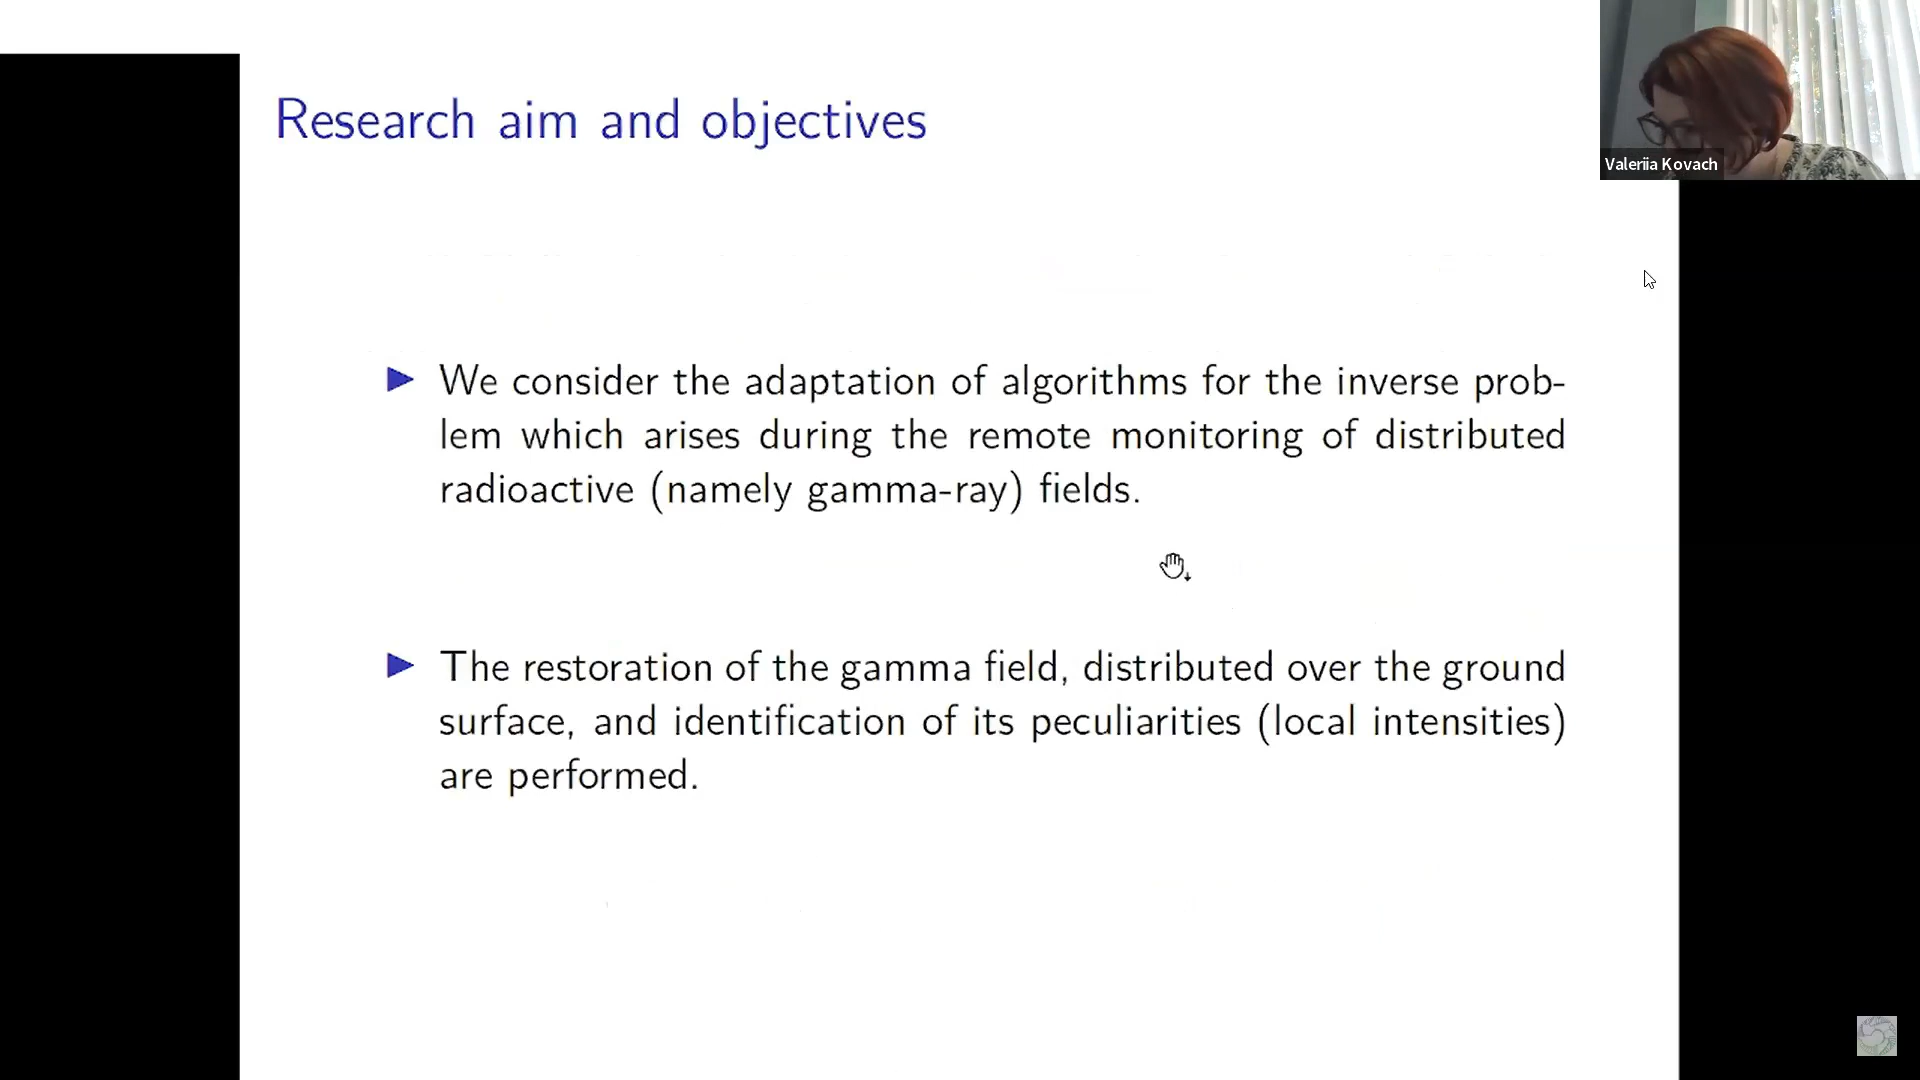 Research aim and objectives
Valeriia Kovach
We consider the adaptation of algorithms for the inverse prob-
lem which arises during the remote monitoring of distributed
radioactive (namely gamma-ray) fields.
The restoration of the gamma field, distributed over the ground
surface, and identification of its peculiarities (local intensities)
are performed.